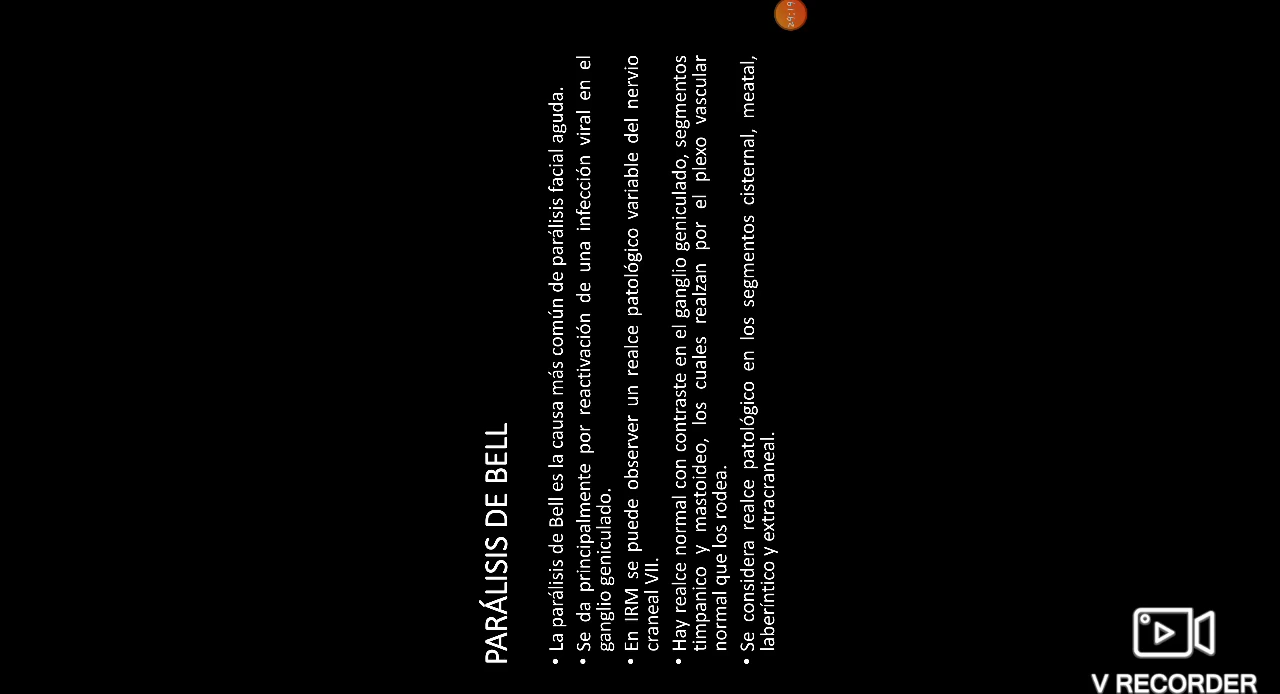 PARÁLISIS DE BELL
• La parálisis de Bell es la causa más común de parálisis facial aguda.
• Se da principalmente por reactivación de una infección viral en el
ganglio geniculado.
• En IRM se puede observer un realce patológico variable del nervio
craneal VII.
• Hay realce normal con contraste en el ganglio geniculado, segmentos
timpanico y mastoideo, los cuales realzan por el plexo vascular
normal que los rodea.
• Se considera realce patológico en los segmentos cisternal, meatal,
laberíntico y extracraneal.
29:19
V RECORDER